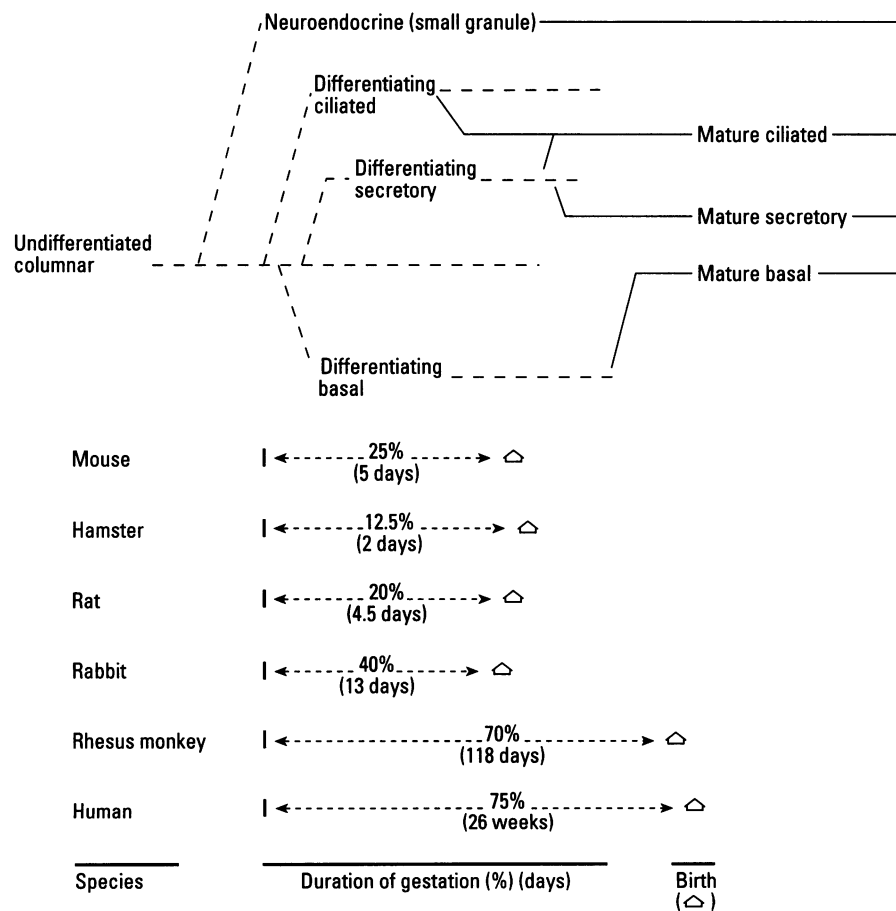 Neuroendocrine (small granule)
Differentiating
ciliated
Mature ciliated
Differentiating
secretory
Mature secretory
Undifferentiated
columnar
Mature basal
Differentiating
basal
Mouse 25%
(5 days)
Hamster 12.5%
(2 days)
Rat 20%
(4.5 days)
Rabbit 40%
(13 days)
Rhesus monkey 70%
(118 days)
Human 75%
(26 weeks)
Species Duration of gestation (%) (days) Birth
( )